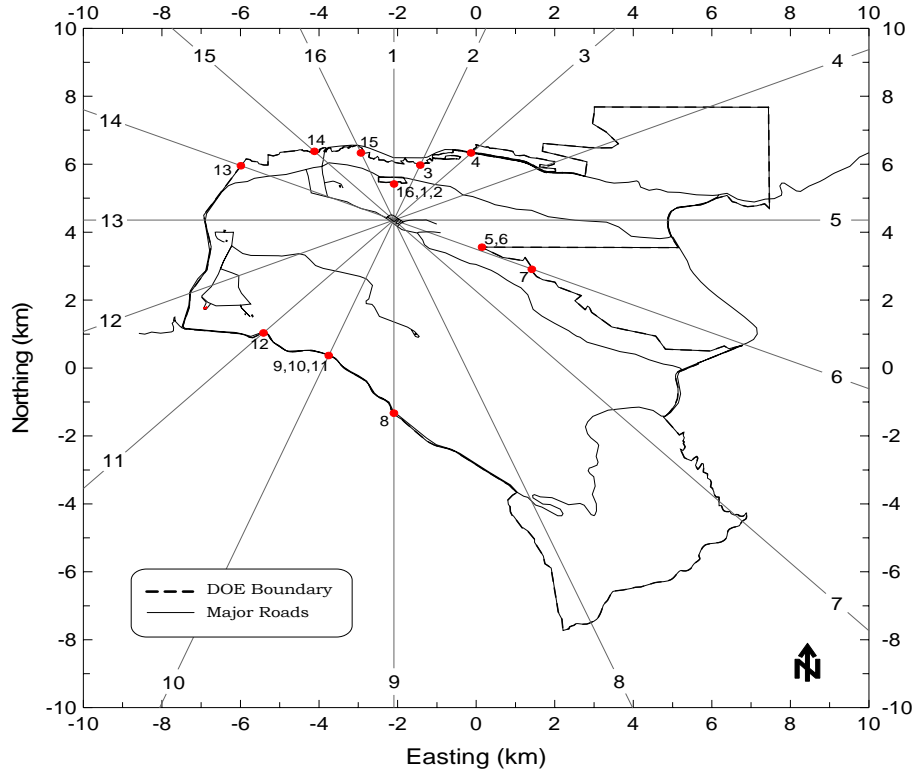 -10 -8 -6 -4 -2 0 2 4 6 8 10
10 15 16 1 2 3 10
4
8 8
14
14 15
6 13 3 4 6
16,1,2
13 5
4 4
5,6
7
2 2
12
12
0 9,10,11 6 0
8
-2 -2
11
-4 -4
-6 -6
DOE Boundary
Major Roads
7
-8 -8
N
10 9 8
-10 -10
-10 -8 -6 -4 -2 0 2 4 6 8 10
Easting (km)
Northing (km)